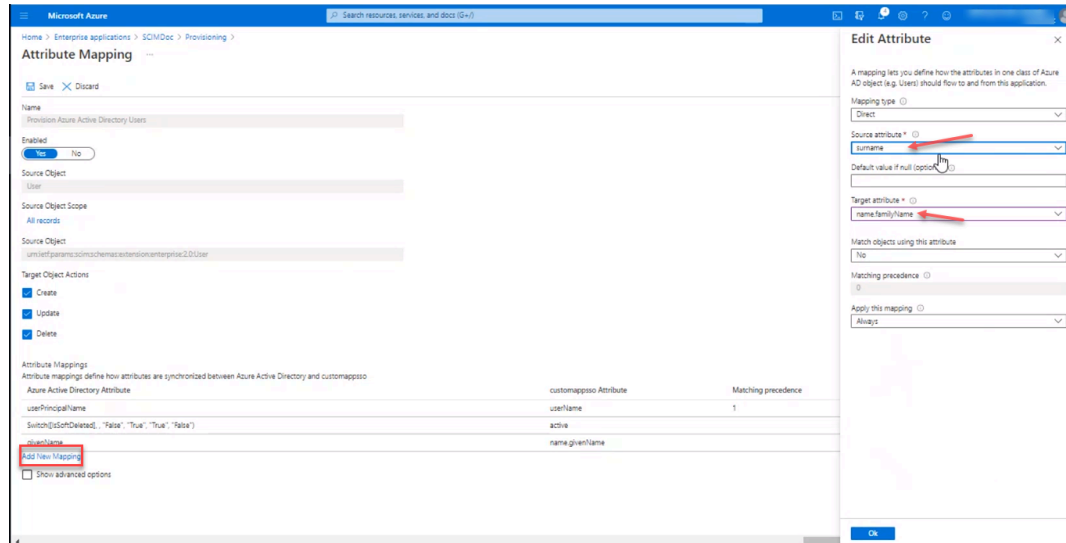 Microsoft Azure
Search resources, services, and docs (G+/)
Home > Enterprise applications > SCIMDoc > Provisioning >
Attribute Mapping ...
Save Discard
Name
Provision Azure Active Directory Users
Enabled
Yes No
Source Object
User
Source Object Scope
All records
Source Object
urn:ietf:params:scim:schemas:extension:enterprise:2.0:User
Target Object Actions
Create
Update
Delete
Attribute Mappings
Attribute mappings define how attributes are synchronized between Azure Active Directory and customappsso
Azure Active Directory Attribute customappsso Attribute Matching precedence
userPrincipalName userName 1
Switch([IsSoftDeleted], , "False", "True", "True", "False") active
givenName name.givenName
Add New Mapping
Show advanced options
Edit Attribute
A mapping lets you define how the attributes in one class of Azure
AD object (e.g. Users) should flow to and from this application.
Mapping type
Direct
Source attribute *
surname
Default value if null (option
Target attribute *
name.familyName
Match objects using this attribute
No
Matching precedence
0
Apply this mapping
Always
Ok